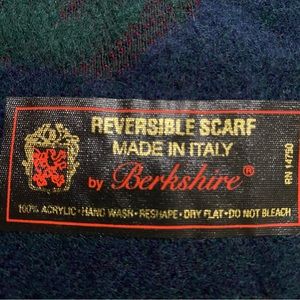 REVERSIBLE SCARF
MADE IN ITALY
by Berkshire®
100% ACRYLIC · HAND WASH · RESHAPE · DRY FLAT · DO NOT BLEACH
RN 14750